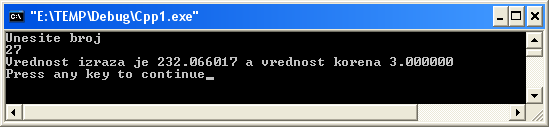 "E:\TEMP\Debug\Cpp1.exe"
Unesite broj
27
Vrednost izraza je 232.066017 a vrednost korena 3.000000
Press any key to continue_